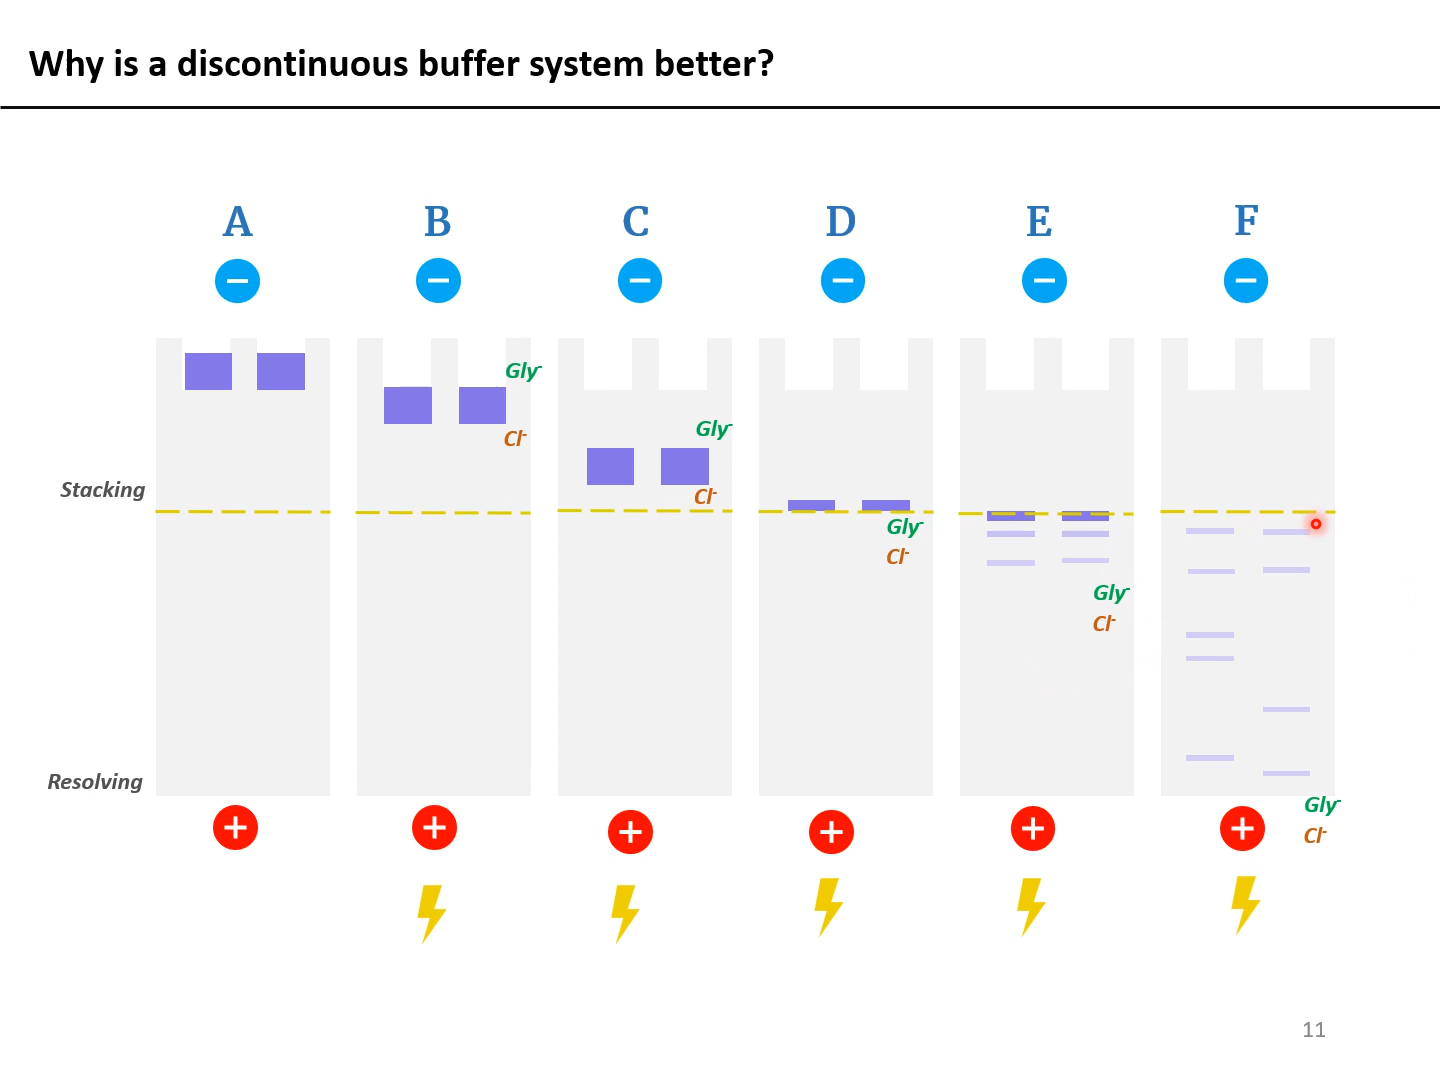 Why is a discontinuous buffer system better?
A B C D E F
− − − − − −
Gly-
Cl-
Gly-
Cl-
Stacking
Gly-
Cl-
Gly-
Cl-
Resolving
Gly-
Cl-
+ + + + + +
11